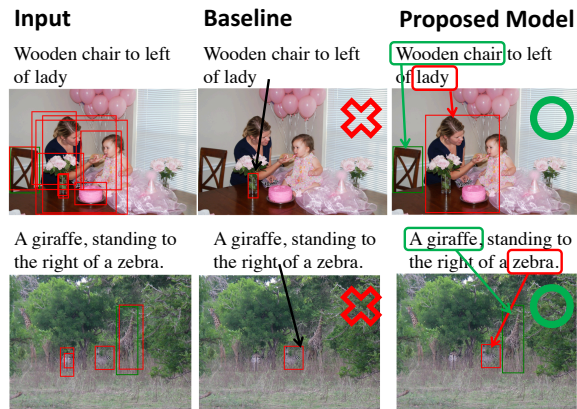 Input
Baseline
Proposed Model
Wooden chair to left
of lady
Wooden chair to left
of lady
Wooden chair to left
of lady
A giraffe, standing to
the right of a zebra.
A giraffe, standing to
the right of a zebra.
A giraffe, standing to
the right of a zebra.